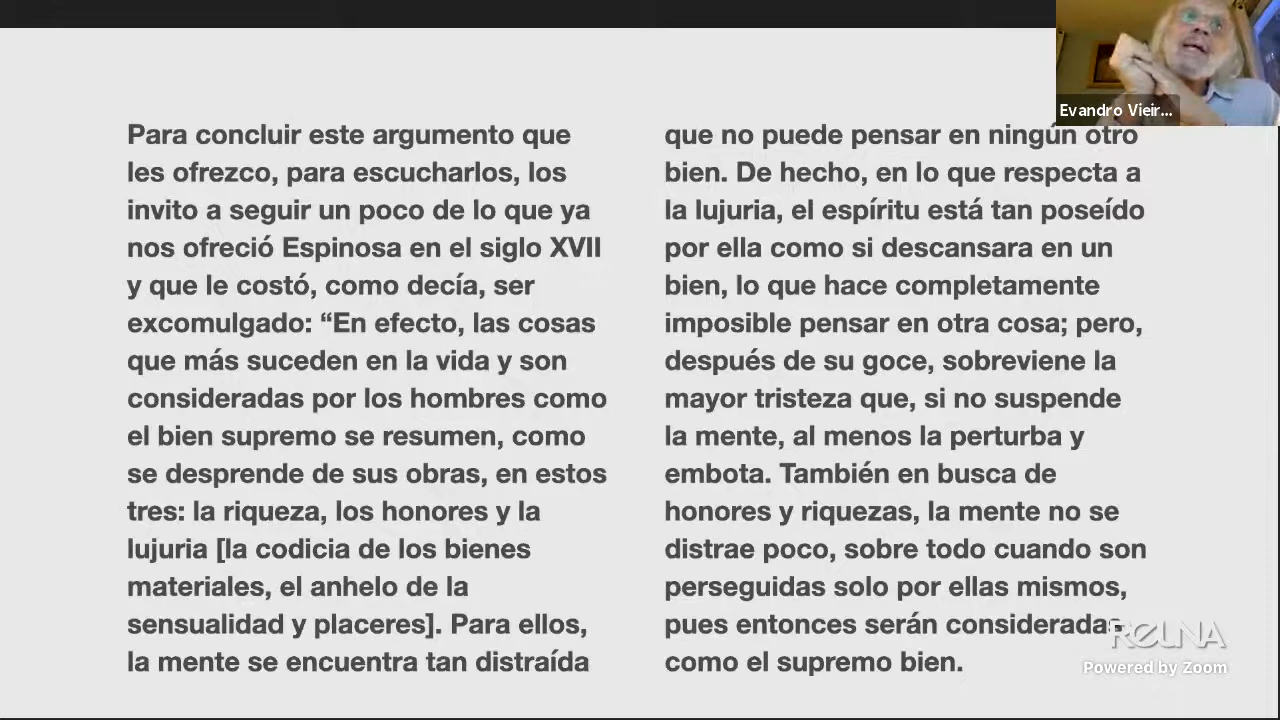 Evandro Vieir...
Para concluir este argumento que
les ofrezco, para escucharlos, los
invito a seguir un poco de lo que ya
nos ofreció Espinosa en el siglo XVII
y que le costó, como decía, ser
excomulgado: “En efecto, las cosas
que más suceden en la vida y son
consideradas por los hombres como
el bien supremo se resumen, como
se desprende de sus obras, en estos
tres: la riqueza, los honores y la
lujuria [la codicia de los bienes
materiales, el anhelo de la
sensualidad y placeres]. Para ellos,
la mente se encuentra tan distraída
que no puede pensar en ningún otro
bien. De hecho, en lo que respecta a
la lujuria, el espíritu está tan poseído
por ella como si descansara en un
bien, lo que hace completamente
imposible pensar en otra cosa; pero,
después de su goce, sobreviene la
mayor tristeza que, si no suspende
la mente, al menos la perturba y
embota. También en busca de
honores y riquezas, la mente no se
distrae poco, sobre todo cuando son
perseguidas solo por ellas mismos,
pues entonces serán consideradas
como el supremo bien.
RELNA
Powered by Zoom